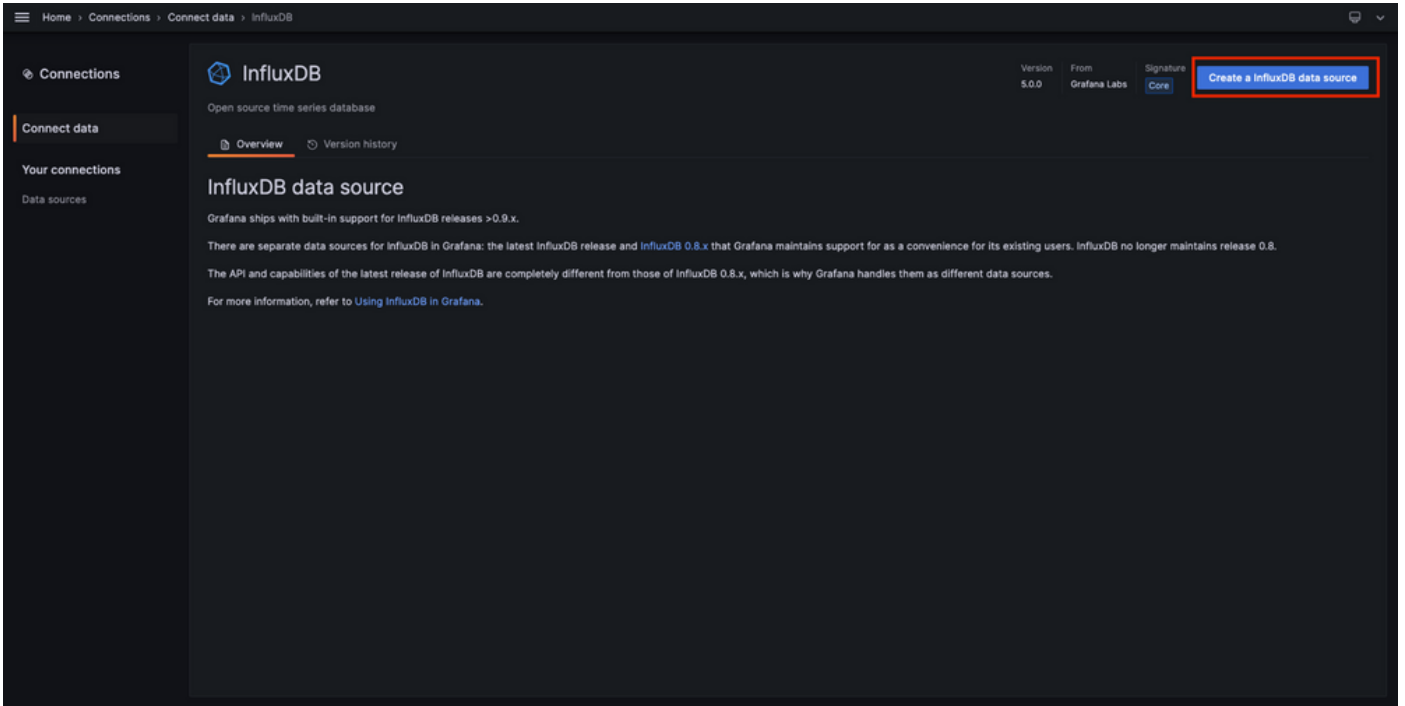 Home › Connections › Connect data › InfluxDB
Connections
Connect data
Your connections
Data sources
InfluxDB
Open source time series database
Version
5.0.0
From
Grafana Labs
Signature
Core
Create a InfluxDB data source
Overview
Version history
InfluxDB data source
Grafana ships with built-in support for InfluxDB releases >0.9.x.
There are separate data sources for InfluxDB in Grafana: the latest InfluxDB release and InfluxDB 0.8.x that Grafana maintains support for as a convenience for its existing users. InfluxDB no longer maintains release 0.8.
The API and capabilities of the latest release of InfluxDB are completely different from those of InfluxDB 0.8.x, which is why Grafana handles them as different data sources.
For more information, refer to Using InfluxDB in Grafana.